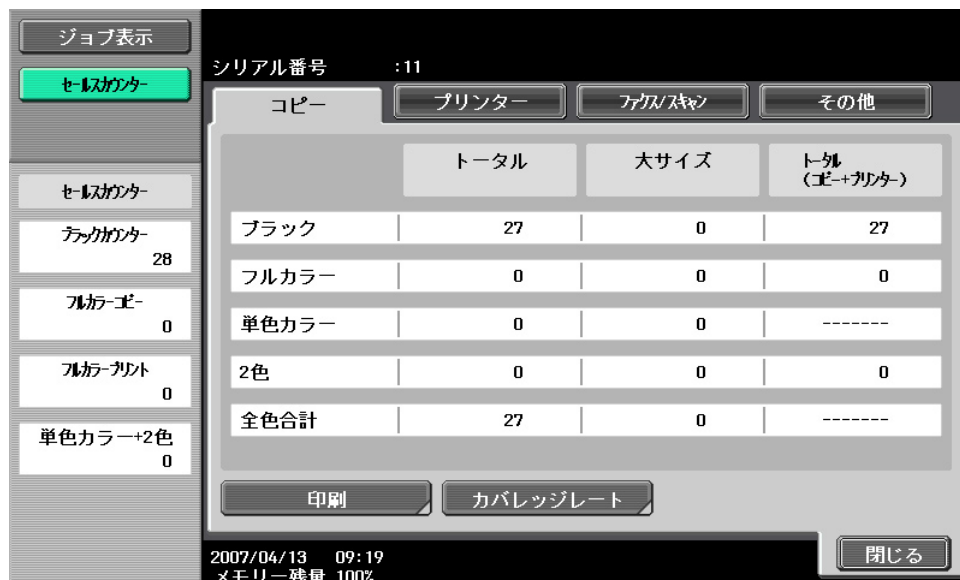 ジョブ表示
セールスカウンター
シリアル番号 :11
コピー プリンター ファクス/スキャン その他
トータル 大サイズ トータル
(コピー+プリンター)
セールスカウンター
ブラックカウンター
28
フルカラーコピー
0
フルカラープリント
0
単色カラー+2色
0
ブラック 27 0 27
フルカラー 0 0 0
単色カラー 0 0 -------
2色 0 0 0
全色合計 27 0 -------
印刷 カバレッジレート
閉じる
2007/04/13 09:19
メモリー残量 100%